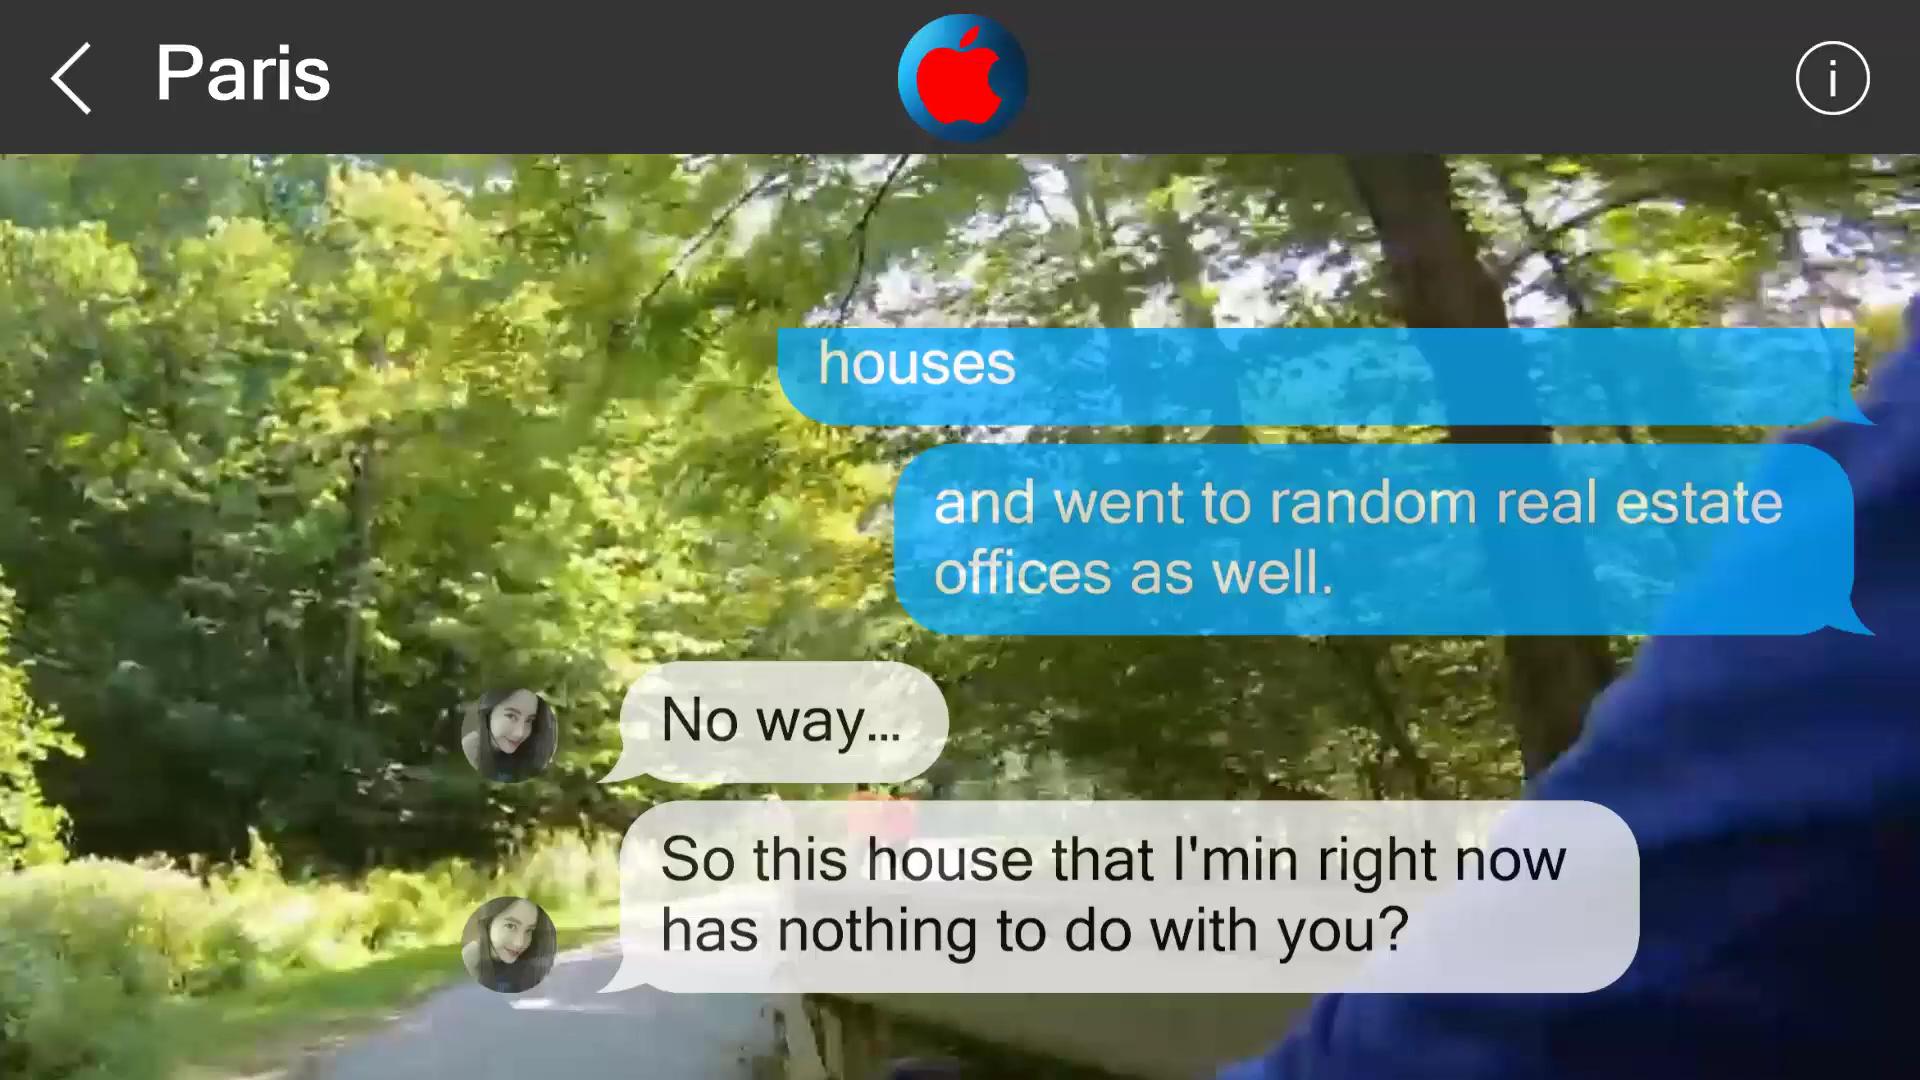 Paris
i
houses
and went to random real estate
offices as well.
No way...
So this house that I'min right now
has nothing to do with you?